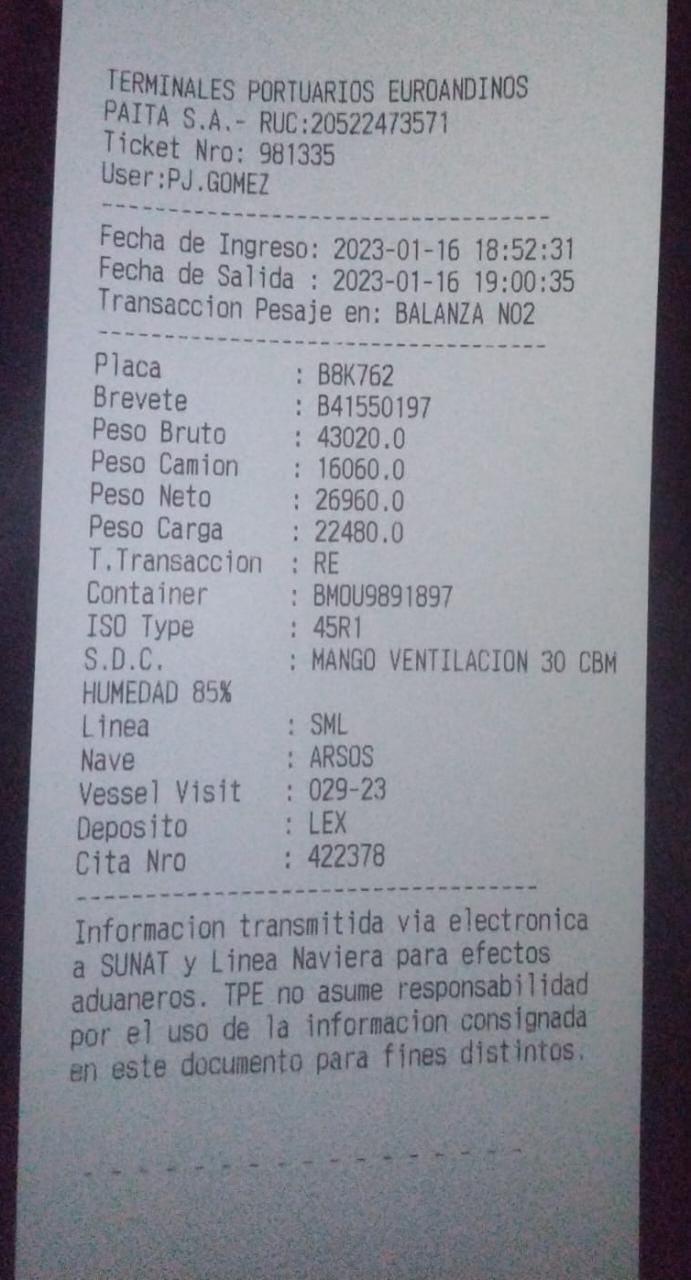 TERMINALES PORTUARIOS EUROANDINOS
PAITA S.A.- RUC:20522473571
Ticket Nro: 981335
User:PJ.GOMEZ
----------------------------------
Fecha de Ingreso: 2023-01-16 18:52:31
Fecha de Salida : 2023-01-16 19:00:35
Transaccion Pesaje en: BALANZA NO2
----------------------------------
Placa : B8K762
Brevete : B41550197
Peso Bruto : 43020.0
Peso Camion : 16060.0
Peso Neto : 26960.0
Peso Carga : 22480.0
T.Transaccion : RE
Container : BMOU9891897
ISO Type : 45R1
S.D.C. : MANGO VENTILACION 30 CBM
HUMEDAD 85%
Linea : SML
Nave : ARSOS
Vessel Visit : 029-23
Deposito : LEX
Cita Nro : 422378
----------------------------------
Informacion transmitida via electronica
a SUNAT y Linea Naviera para efectos
aduaneros. TPE no asume responsabilidad
por el uso de la informacion consignada
en este documento para fines distintos.
- - - - - - - - - - - - - - - - -